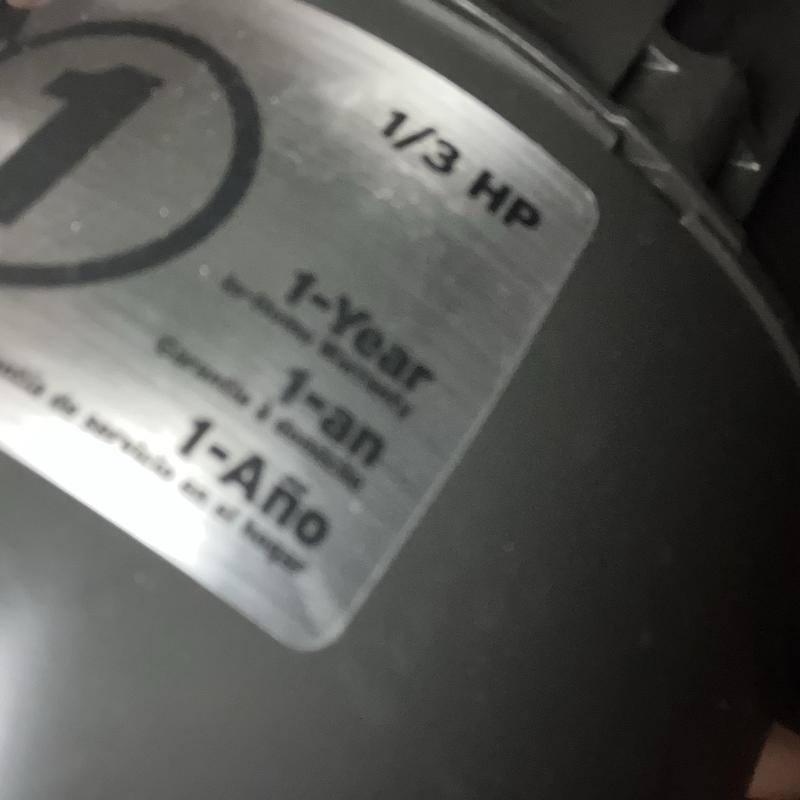 1
1/3 HP
1-Year
In-Home Warranty
1-an
Garantie à domicile
1-Año
de servicio en el hogar